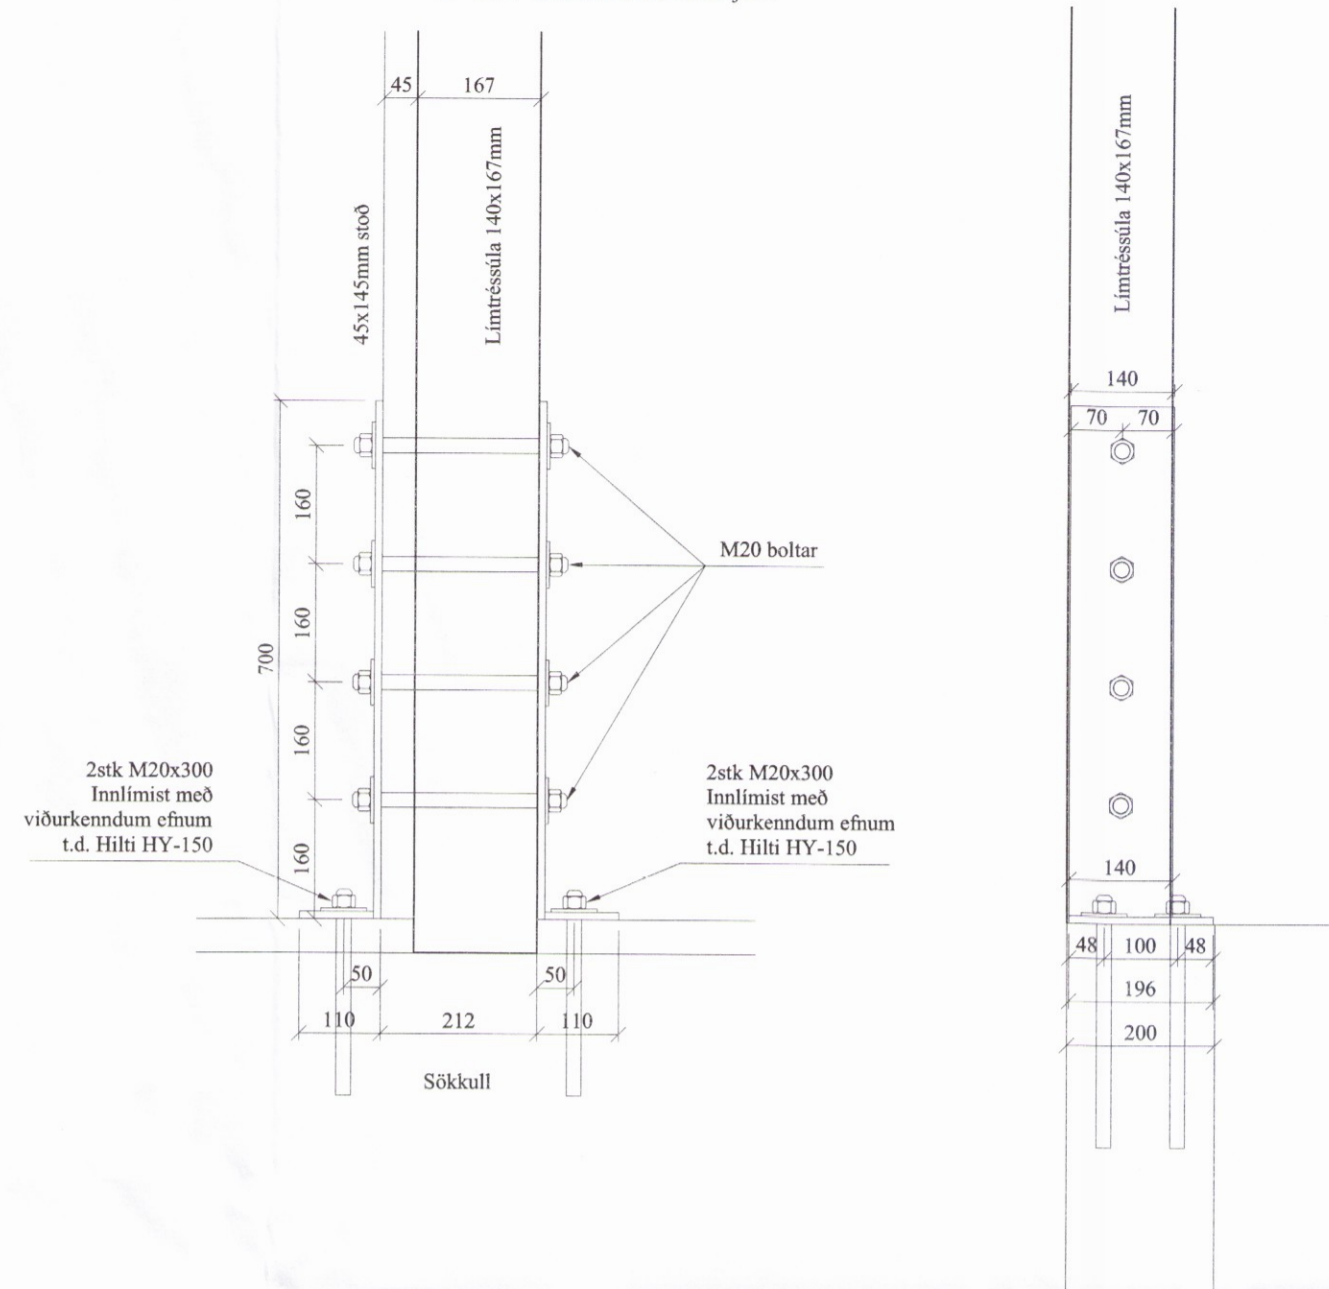 45
167
45x145mm stoð
Límtréssúla 140x167mm
160
160
160
160
700
M20 boltar
2stk M20x300
Innlímist með
viðurkenndum efnum
t.d. Hilti HY-150
2stk M20x300
Innlímist með
viðurkenndum efnum
t.d. Hilti HY-150
50
50
110
212
110
Sökkull
Límtréssúla 140x167mm
140
70
70
140
48
100
48
196
200